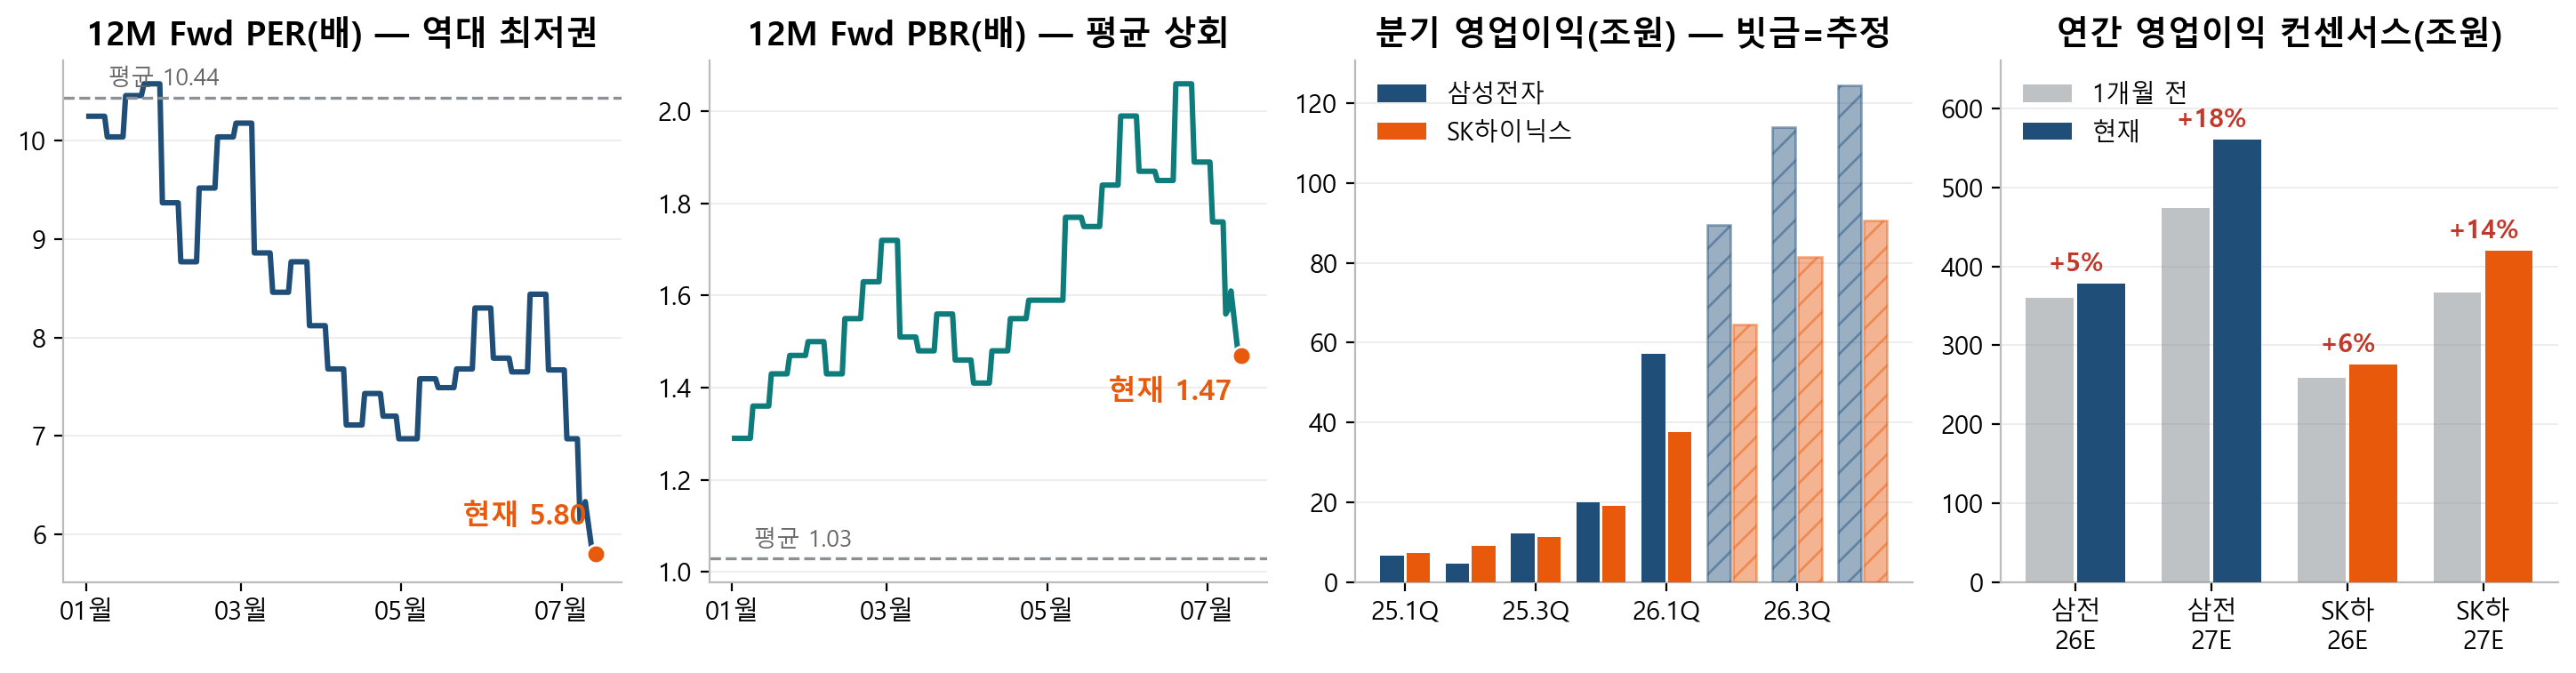 12M Fwd PER(배) — 역대 최저권
평균 10.44
10
9
8
7
6
현재 5.80
01월
03월
05월
07월
12M Fwd PBR(배) — 평균 상회
2.0
1.8
1.6
1.4
1.2
1.0
현재 1.47
평균 1.03
01월
03월
05월
07월
분기 영업이익(조원) — 빗금=추정
삼성전자
SK하이닉스
120
100
80
60
40
20
0
25.1Q
25.3Q
26.1Q
26.3Q
연간 영업이익 컨센서스(조원)
1개월 전
현재
600
500
400
300
200
100
0
+5%
+18%
+6%
+14%
삼전
26E
삼전
27E
SK하
26E
SK하
27E